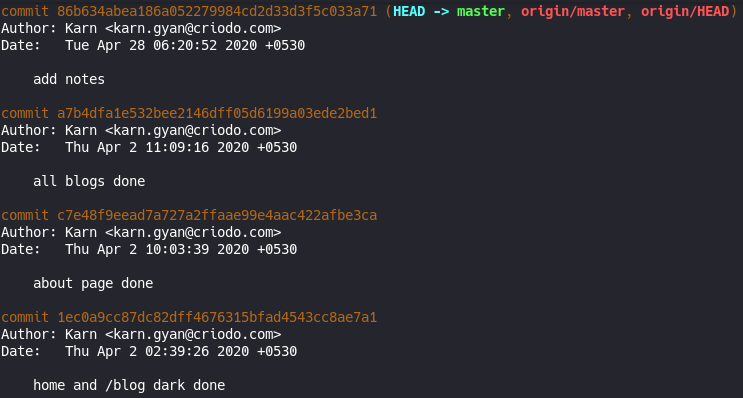 commit 86b634abea186a052279984cd2d33d3f5c033a71 (HEAD -> master, origin/master, origin/HEAD)
Author: Karn <karn.gyan@criodo.com>
Date:   Tue Apr 28 06:20:52 2020 +0530
add notes
commit a7b4dfa1e532bee2146dff05d6199a03ede2bed1
Author: Karn <karn.gyan@criodo.com>
Date:   Thu Apr 2 11:09:16 2020 +0530
all blogs done
commit c7e48f9eead7a727a2ffaae99e4aac422afbe3ca
Author: Karn <karn.gyan@criodo.com>
Date:   Thu Apr 2 10:03:39 2020 +0530
about page done
commit 1ec0a9cc87dc82dff4676315bfad4543cc8ae7a1
Author: Karn <karn.gyan@criodo.com>
Date:   Thu Apr 2 02:39:26 2020 +0530
home and /blog dark done